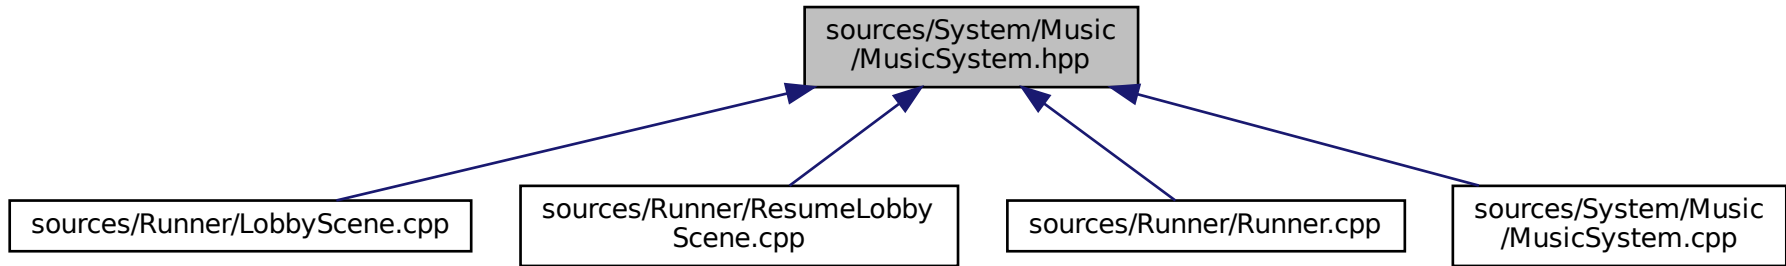 sources/System/Music
/MusicSystem.hpp
sources/Runner/LobbyScene.cpp
sources/Runner/ResumeLobby
Scene.cpp
sources/Runner/Runner.cpp
sources/System/Music
/MusicSystem.cpp